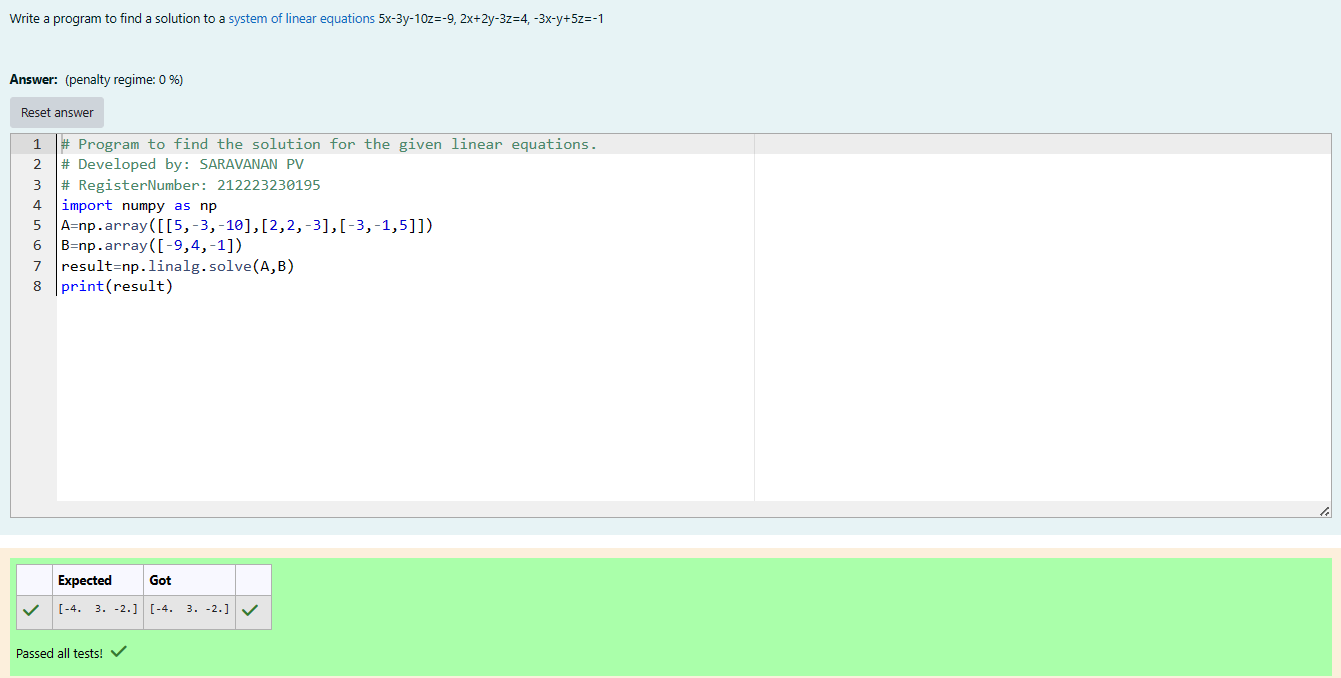 Write a program to find a solution to a system of linear equations 5x-3y-10z=-9, 2x+2y-3z=4, -3x-y+5z=-1
Answer: (penalty regime: 0 %)
Reset answer
1 # Program to find the solution for the given linear equations.
2 # Developed by: SARAVANAN PV
3 # RegisterNumber: 212223230195
4 import numpy as np
5 A=np.array([[5,-3,-10],[2,2,-3],[-3,-1,5]])
6 B=np.array([-9,4,-1])
7 result=np.linalg.solve(A,B)
8 print(result)
Expected Got
[-4.  3. -2.] [-4.  3. -2.]
Passed all tests!